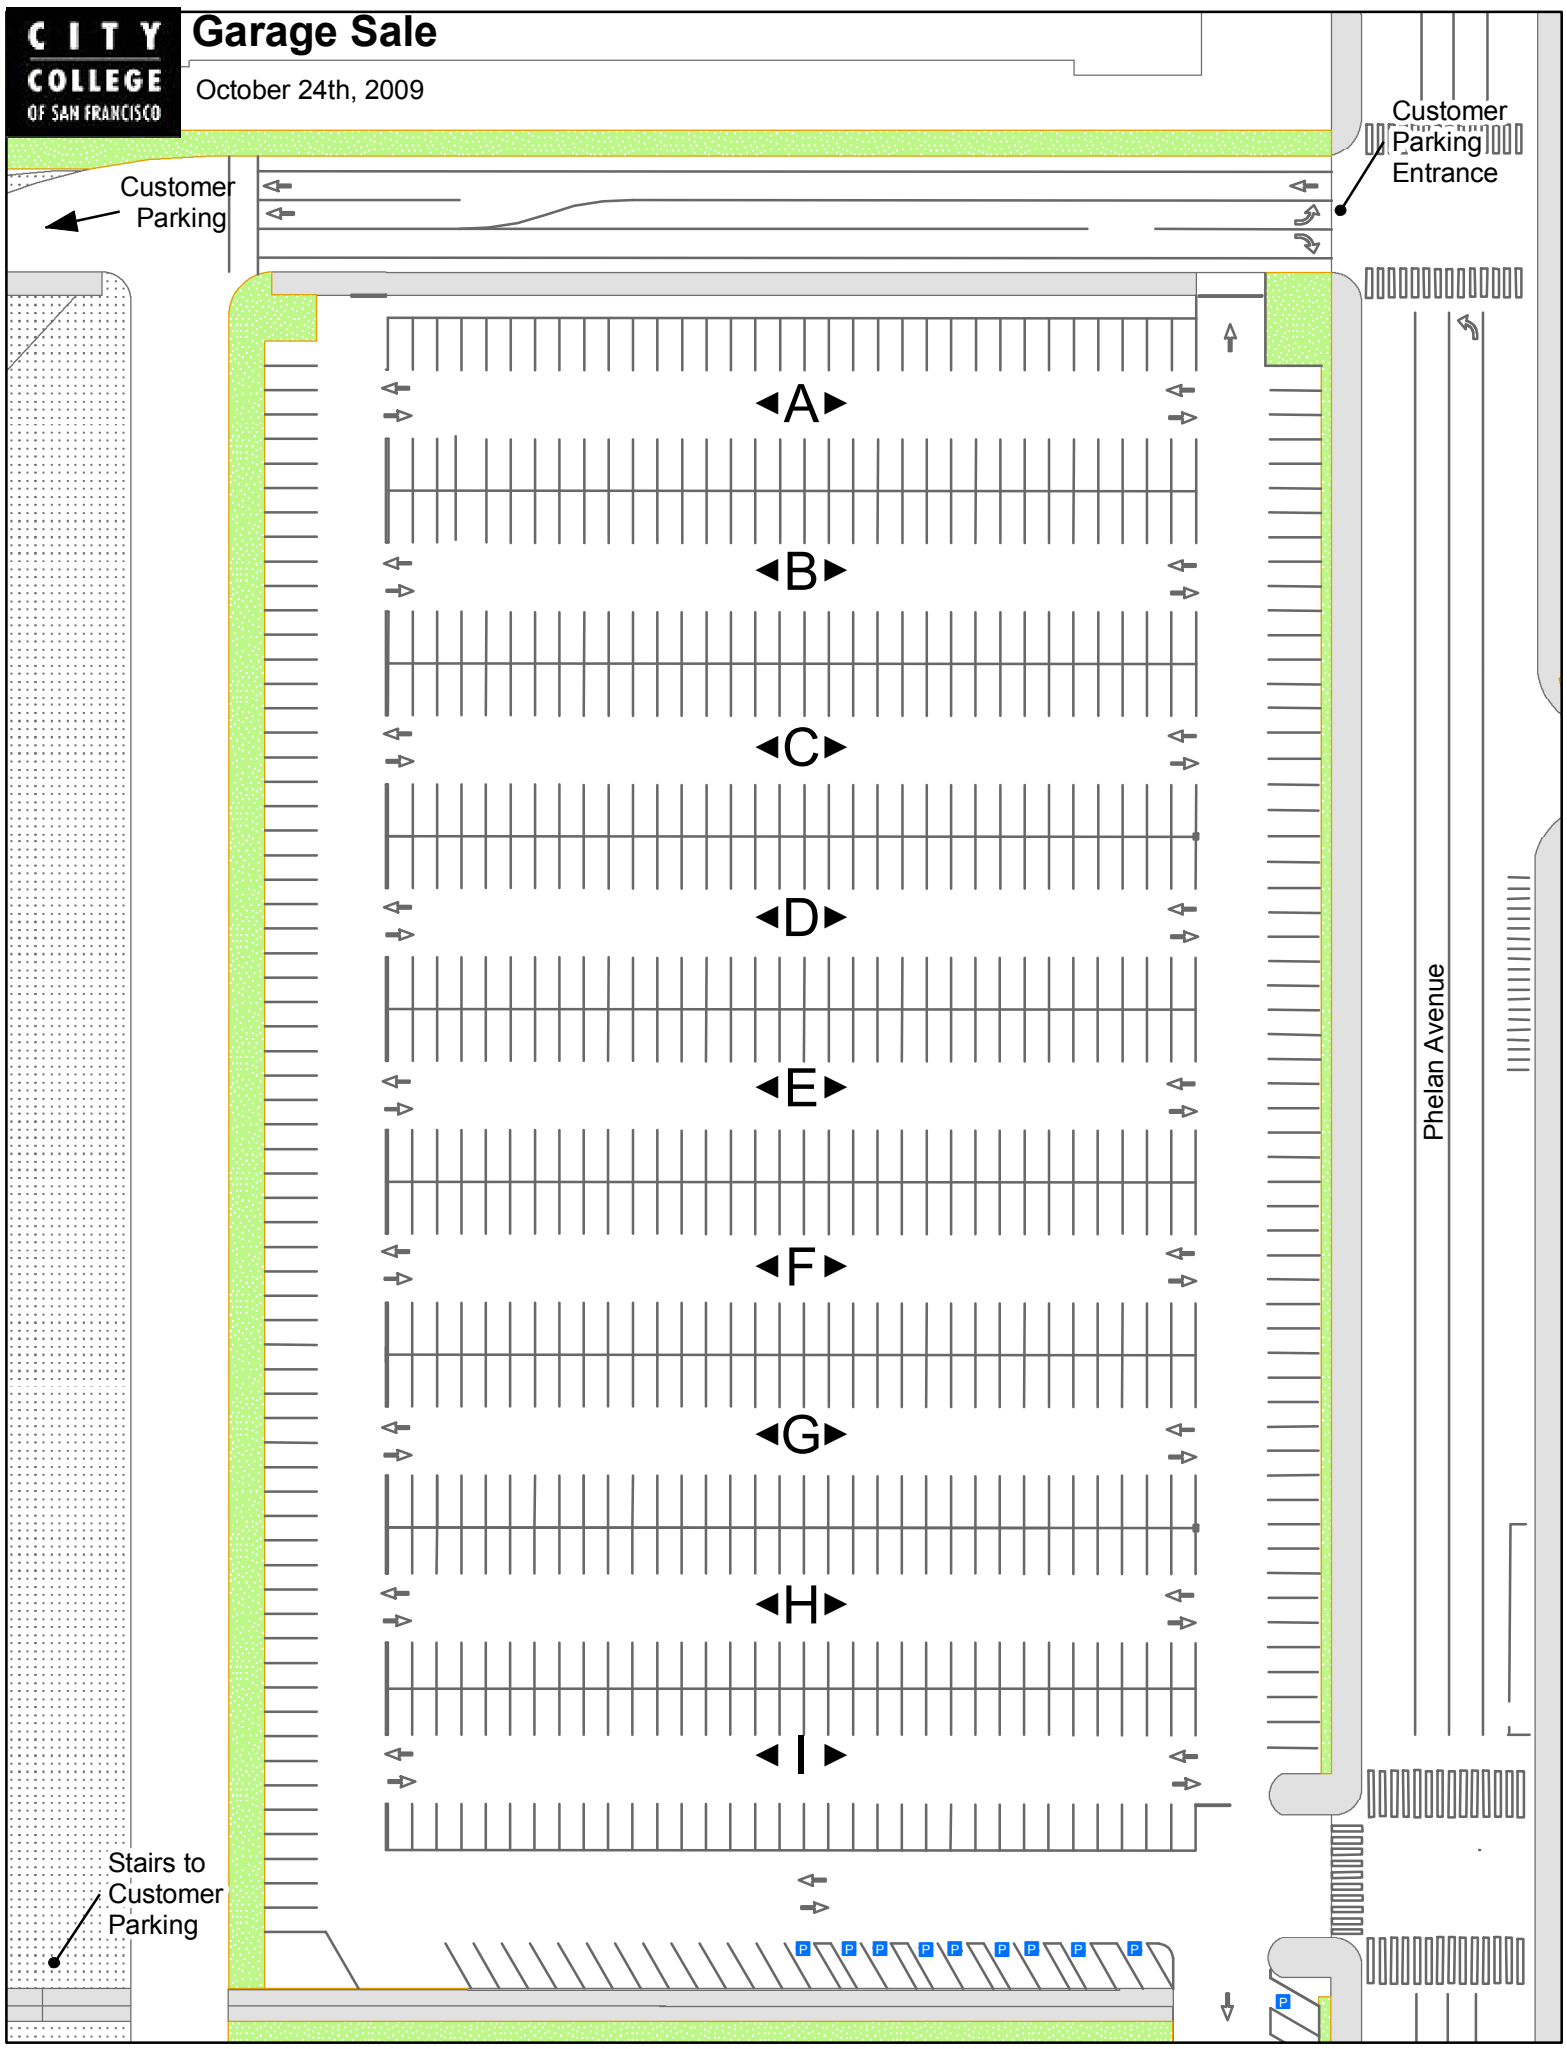 CITY
COLLEGE
OF SAN FRANCISCO
Garage Sale
October 24th, 2009
Customer
Parking
Entrance
Customer
Parking
A
B
C
D
E
F
G
H
I
Phelan Avenue
Stairs to
Customer
Parking
P P P P P P P P P
P